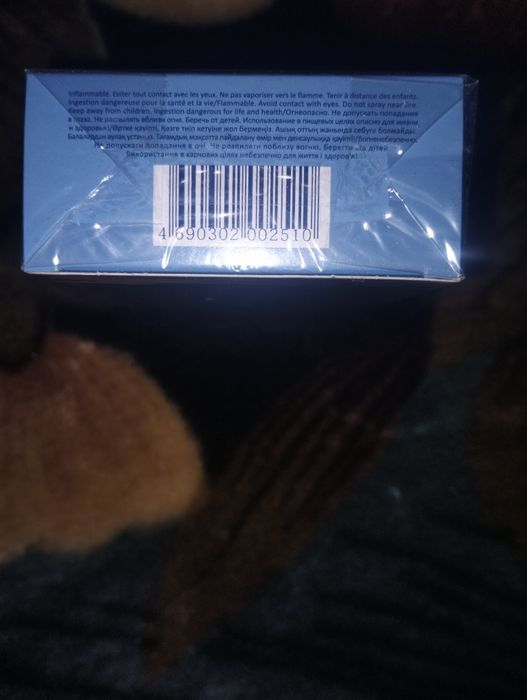 Inflammable. Eviter tout contact avec les yeux. Ne pas vaporiser vers le flamme. Tenir à distance des enfants.
Ingestion dangereuse pour la santé et la vie/Flammable. Avoid contact with eyes. Do not spray near fire.
Keep away from children. Ingestion dangerous for life and health/Огнеопасно. Не допускать попадания
в глаза. Не распылять вблизи огня. Беречь от детей. Использование в пищевых целях опасно для жизни
и здоровья/Өртену қауіпті. Көзге тиіп кетуіне жол бермеңіз. Ашық оттың жанында себуге болмайды.
Балалардан аулақ ұстаңыз. Тағамдық мақсатта пайдалану өмір мен денсаулыққа қауіпті/Вогненебезпечно.
Не допускати попадання в очі. Не розпиляти поблизу вогню. Берегти від дітей.
Використання в харчових цілях небезпечно для життя і здоров'я
4 690302 002510